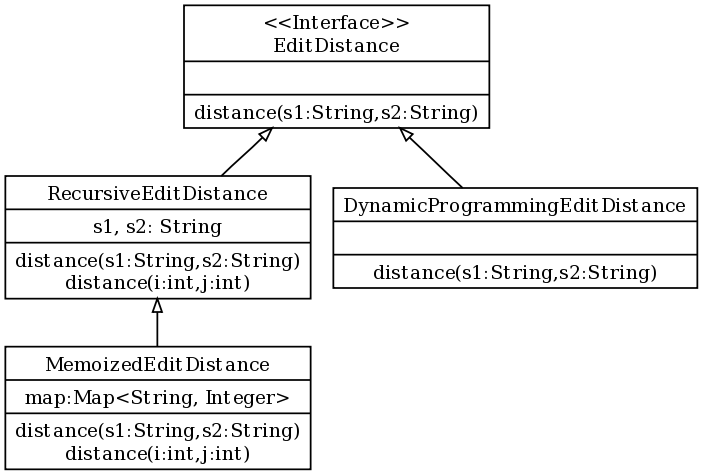 <<Interface>>
EditDistance
distance(s1:String,s2:String)
RecursiveEditDistance
s1, s2: String
distance(s1:String,s2:String)
distance(i:int,j:int)
DynamicProgrammingEditDistance
distance(s1:String,s2:String)
MemoizedEditDistance
map:Map<String, Integer>
distance(s1:String,s2:String)
distance(i:int,j:int)